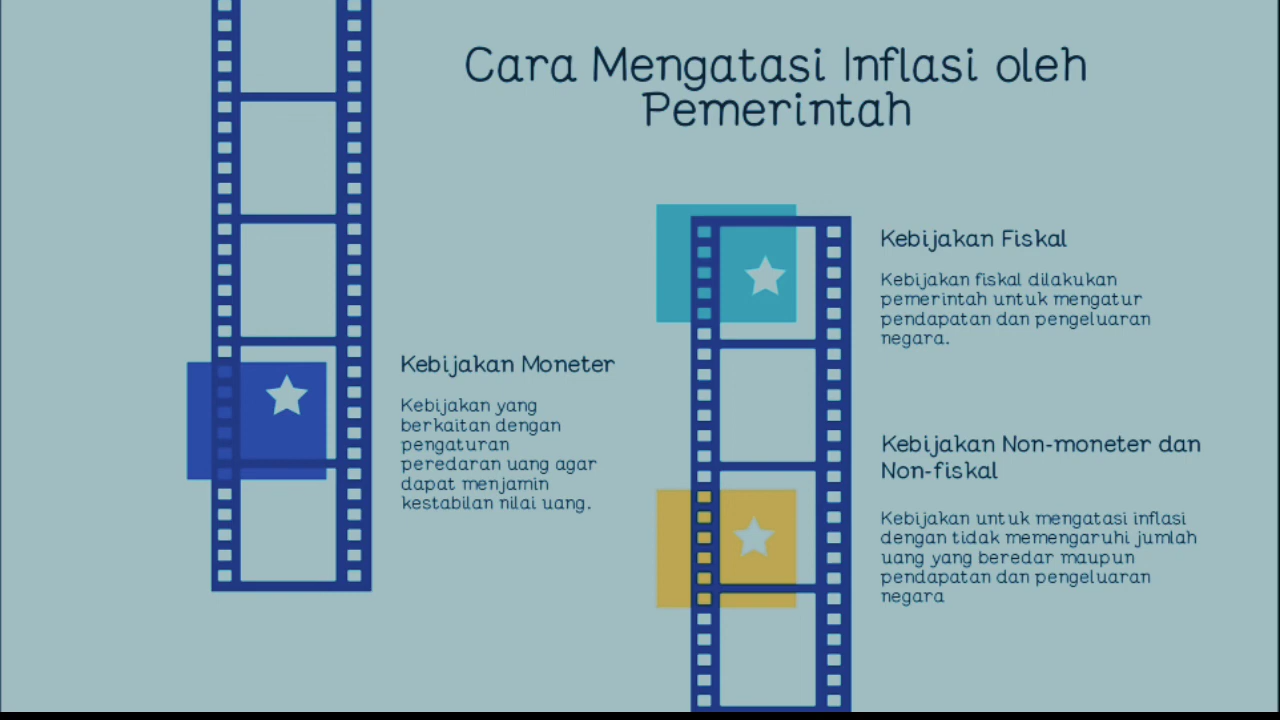 Cara Mengatasi Inflasi oleh
Pemerintah
Kebijakan Moneter
Kebijakan yang
berkaitan dengan
pengaturan
peredaran uang agar
dapat menjamin
kestabilan nilai uang.
Kebijakan Fiskal
Kebijakan fiskal dilakukan
pemerintah untuk mengatur
pendapatan dan pengeluaran
negara.
Kebijakan Non-moneter dan
Non-fiskal
Kebijakan untuk mengatasi inflasi
dengan tidak memengaruhi jumlah
uang yang beredar maupun
pendapatan dan pengeluaran
negara